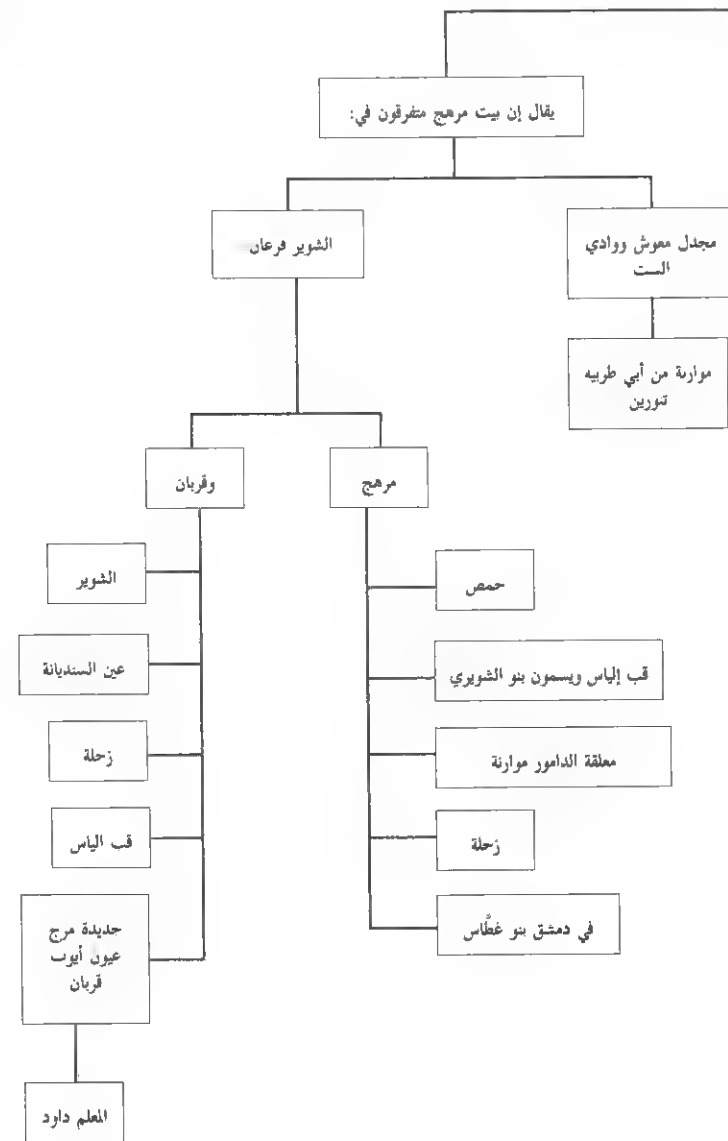 يقال إن بيت مرهج متفرقون في:
مجدل معوش ووادي
الست
موارنة من أبي طربيه
تنورين
الشوير فرعان
مرهج
حمص
قب إلياس ويسمون بنو الشويري
معلقة الدامور موارنة
زحلة
في دمشق بنو غطَّاس
وقربان
الشوير
عين السنديانة
زحلة
قب الياس
حديدة مرج
عيون أيوب
قربان
المعلم داود